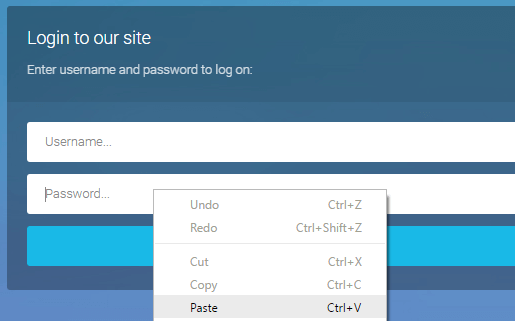 Login to our site
Enter username and password to log on:
Username...
Password...
Undo Ctrl+Z
Redo Ctrl+Shift+Z
Cut Ctrl+X
Copy Ctrl+C
Paste Ctrl+V